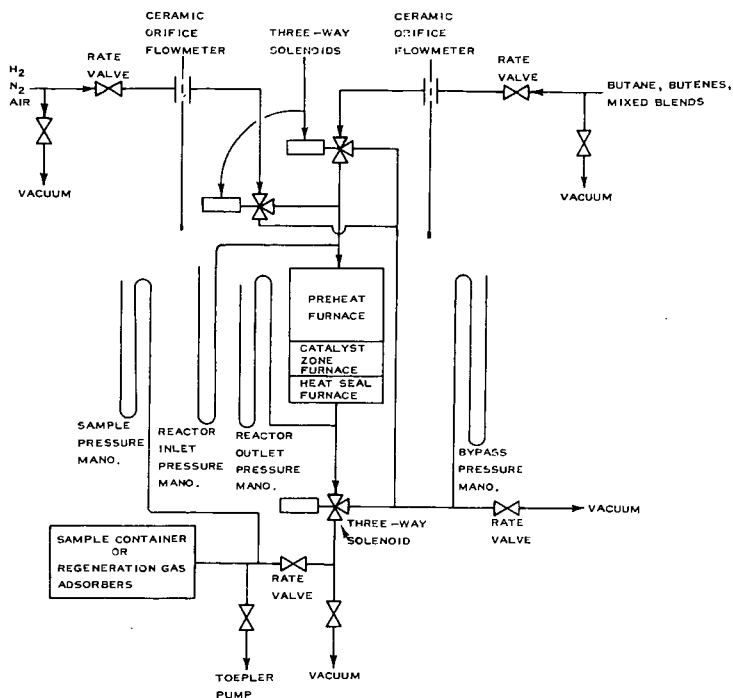 CERAMIC
ORIFICE
FLOWMETER
THREE-WAY
SOLENOIDS
CERAMIC
ORIFICE
FLOWMETER
RATE
VALVE
RATE
VALVE
H2
N2
AIR
BUTANE, BUTENES,
MIXED BLENDS
VACUUM
VACUUM
PREHEAT
FURNACE
CATALYST
ZONE
FURNACE
HEAT SEAL
FURNACE
SAMPLE
PRESSURE
MANO.
REACTOR
INLET
PRESSURE
MANO.
REACTOR
OUTLET
PRESSURE
MANO.
BYPASS
PRESSURE
MANO.
VACUUM
RATE
VALVE
THREE-WAY
SOLENOID
SAMPLE CONTAINER
OR
REGENERATION GAS
ADSORBERS
RATE
VALVE
TOEPLER
PUMP
VACUUM